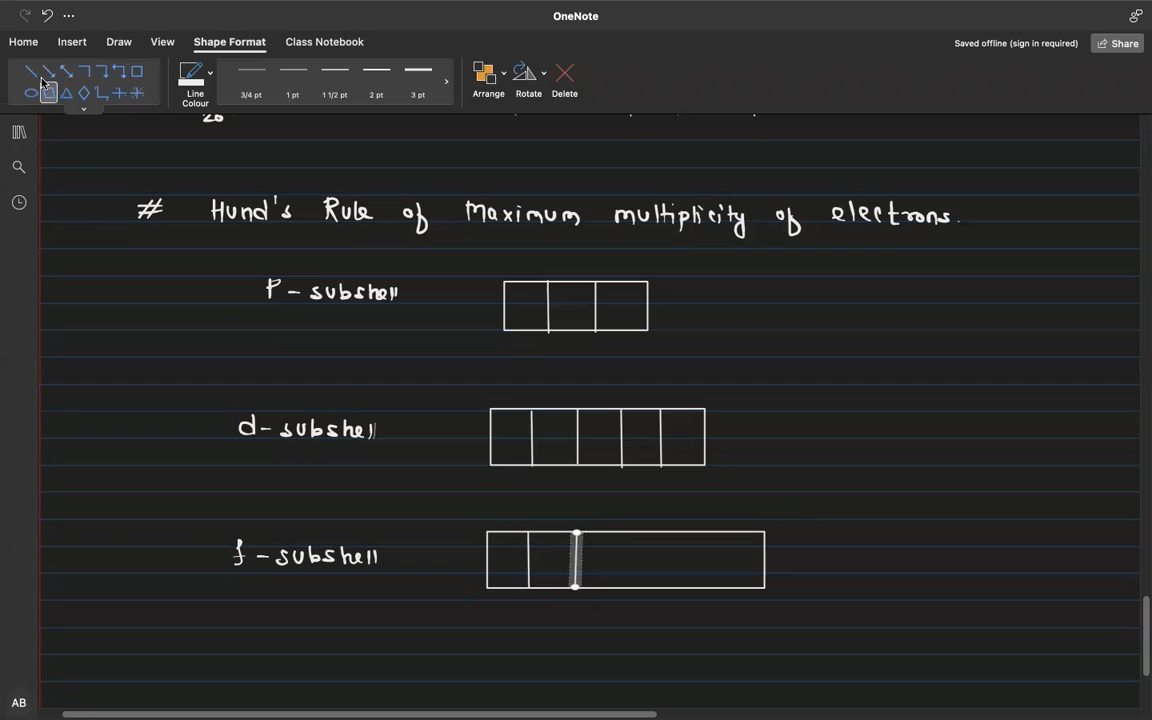 OneNote
Home Insert Draw View Shape Format Class Notebook
Saved offline (sign in required) Share
Line Colour
3/4 pt 1 pt 1 1/2 pt 2 pt 3 pt
Arrange Rotate Delete
26
# Hund's Rule of Maximum multiplicity of electrons.
P - subshell
d - subshell
f - subshell
AB